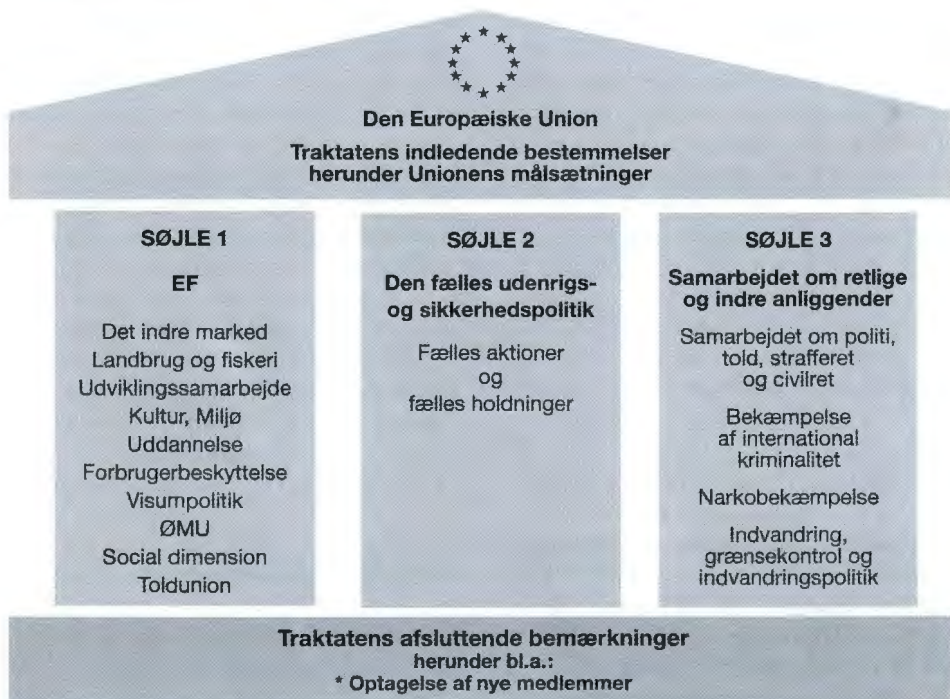 Den Europæiske Union
Traktatens indledende bestemmelser
herunder Unionens målsætninger
SØJLE 1
EF
Det indre marked
Landbrug og fiskeri
Udviklingssamarbejde
Kultur, Miljø
Uddannelse
Forbrugerbeskyttelse
Visumpolitik
ØMU
Social dimension
Toldunion
SØJLE 2
Den fælles udenrigs-
og sikkerhedspolitik
Fælles aktioner
og
fælles holdninger
SØJLE 3
Samarbejdet om retlige
og indre anliggender
Samarbejdet om politi,
told, strafferet
og civilret
Bekæmpelse
af international
kriminalitet
Narkobekæmpelse
Indvandring,
grænsekontrol og
indvandringspolitik
Traktatens afsluttende bemærkninger
herunder bl.a.:
* Optagelse af nye medlemmer